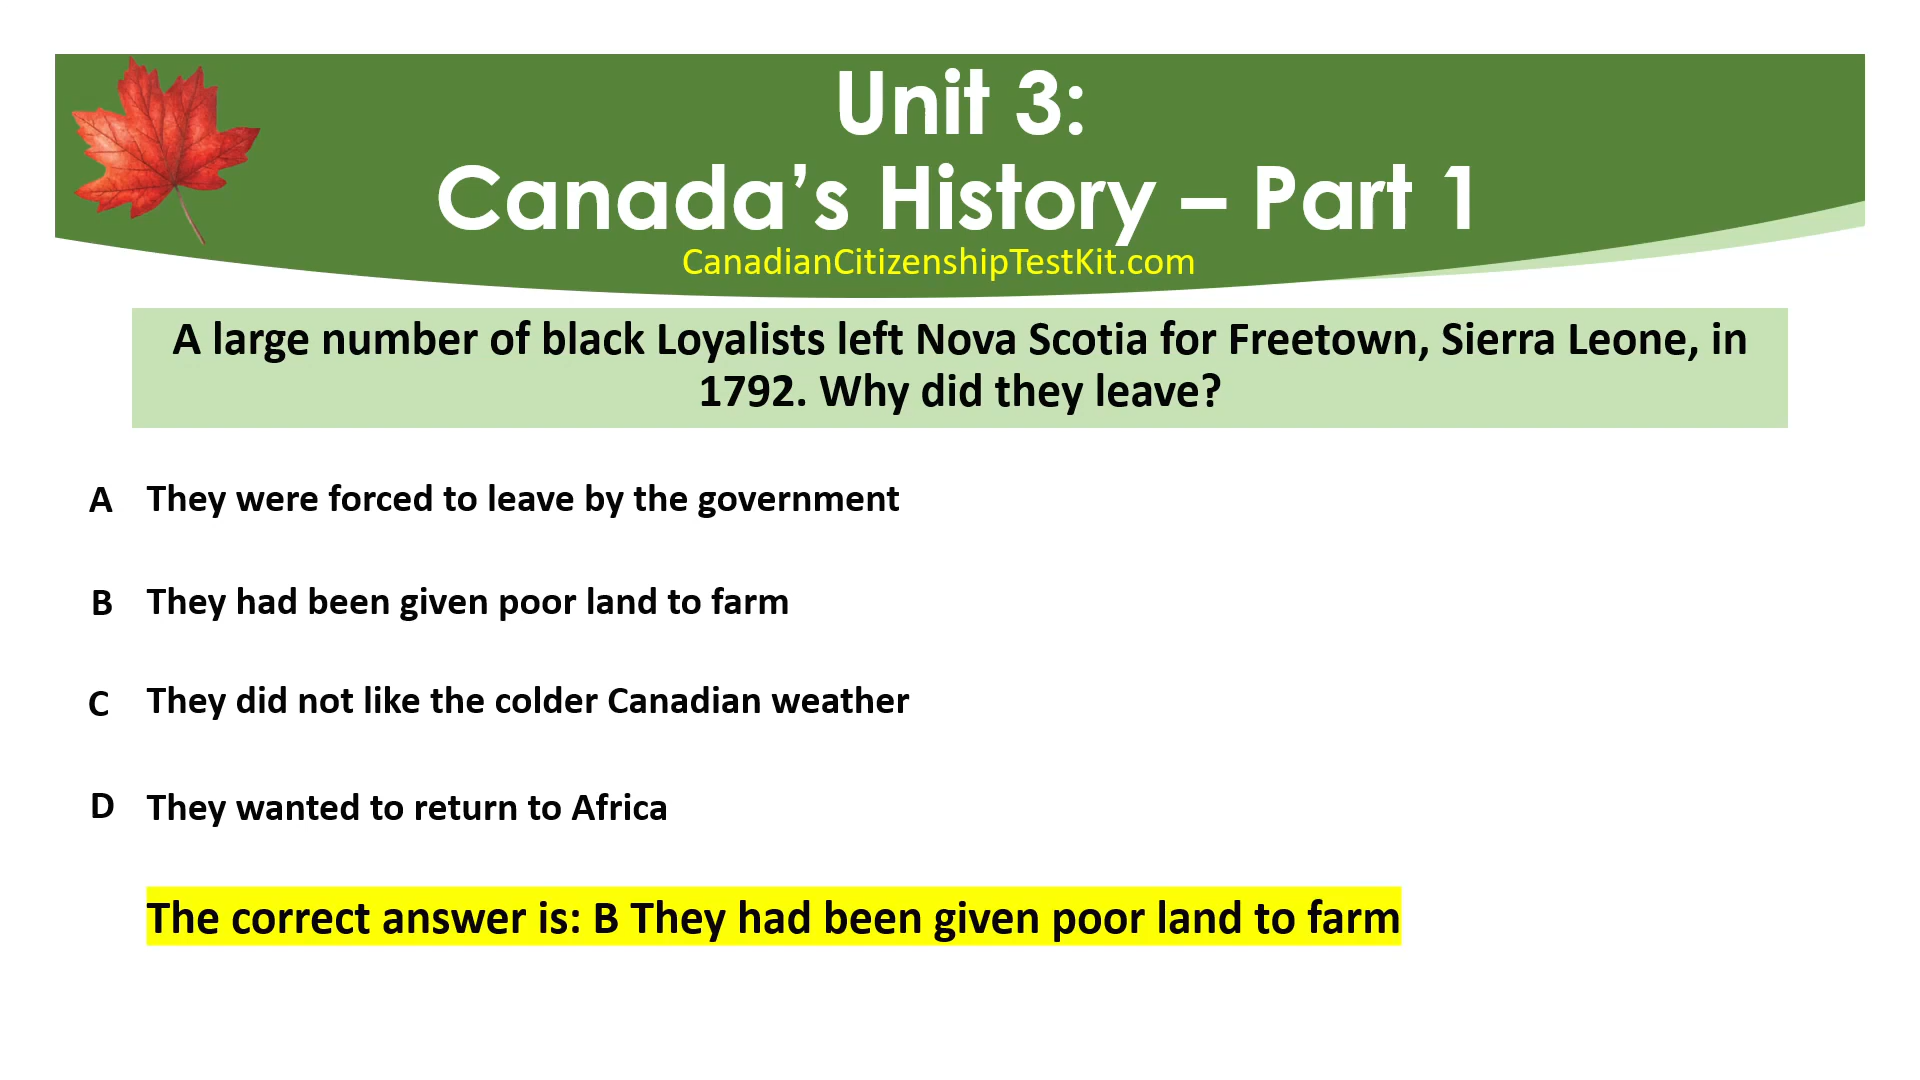 Unit 3:
Canada’s History – Part 1
CanadianCitizenshipTestKit.com
A large number of black Loyalists left Nova Scotia for Freetown, Sierra Leone, in
1792. Why did they leave?
A They were forced to leave by the government
B They had been given poor land to farm
C They did not like the colder Canadian weather
D They wanted to return to Africa
The correct answer is: B They had been given poor land to farm